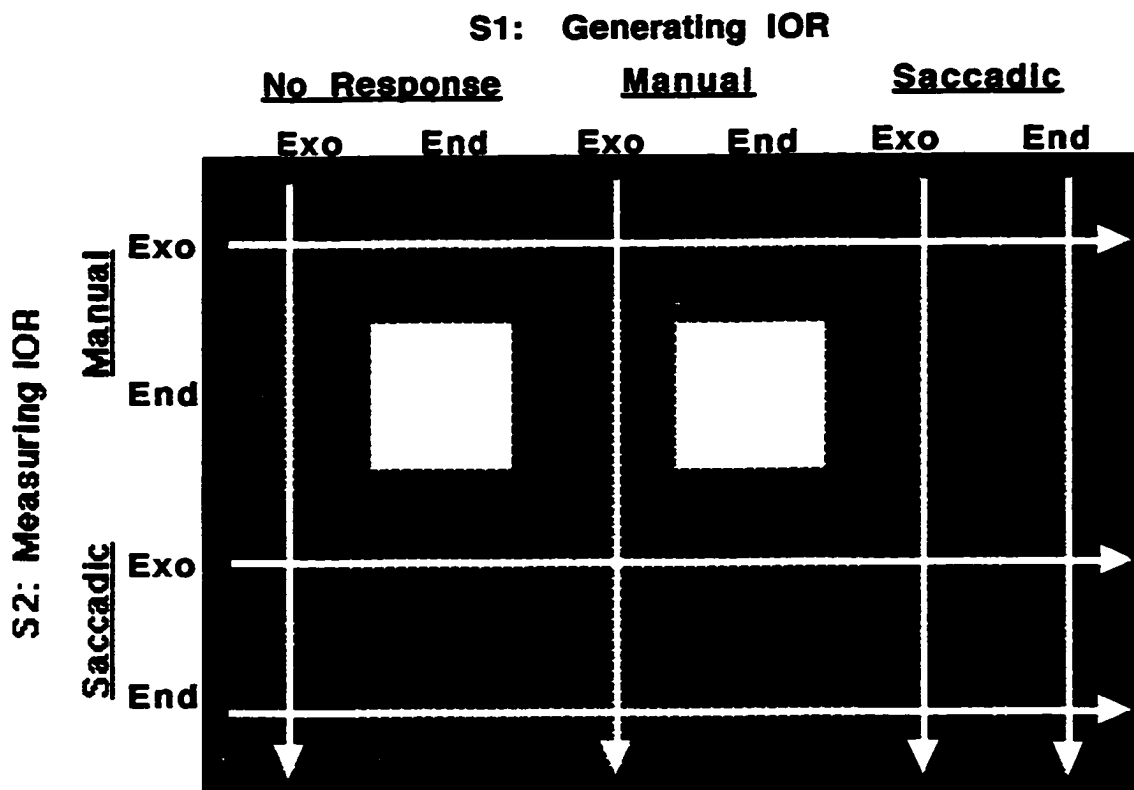 S1: Generating IOR
No Response Manual Saccadic
Exo End Exo End Exo End
S2: Measuring IOR
Manual
Exo
End
Saccadic
Exo
End